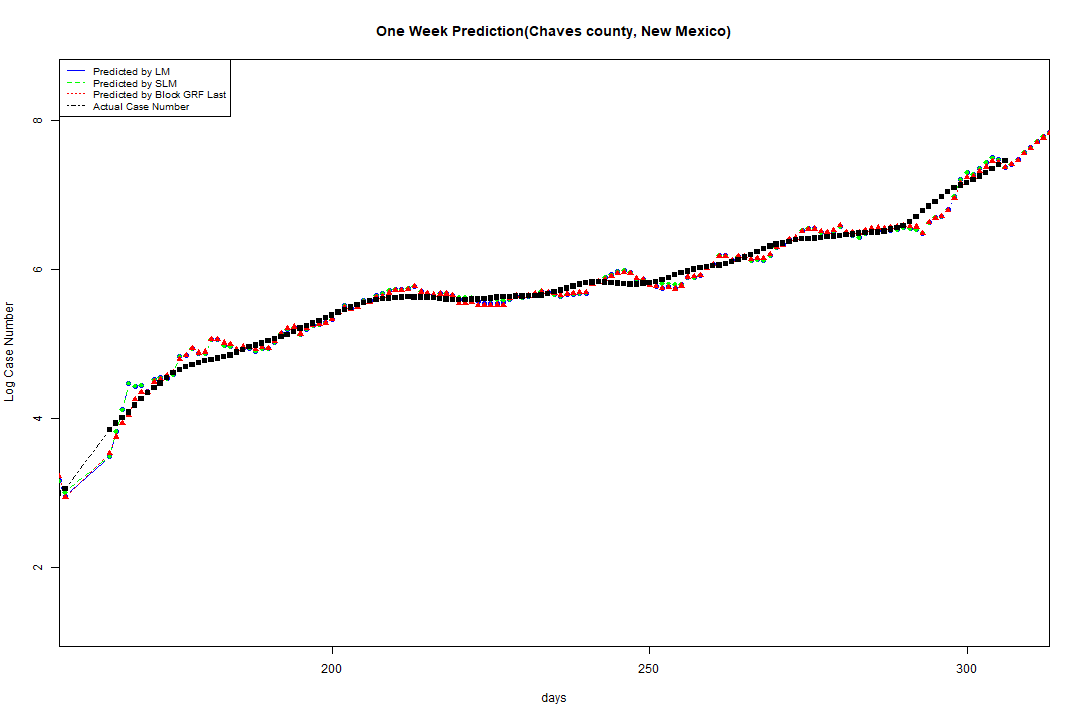 One Week Prediction(Chaves county, New Mexico)
Predicted by LM
Predicted by SLM
Predicted by Block GRF Last
Actual Case Number
8
6
4
2
Log Case Number
200 250 300
days